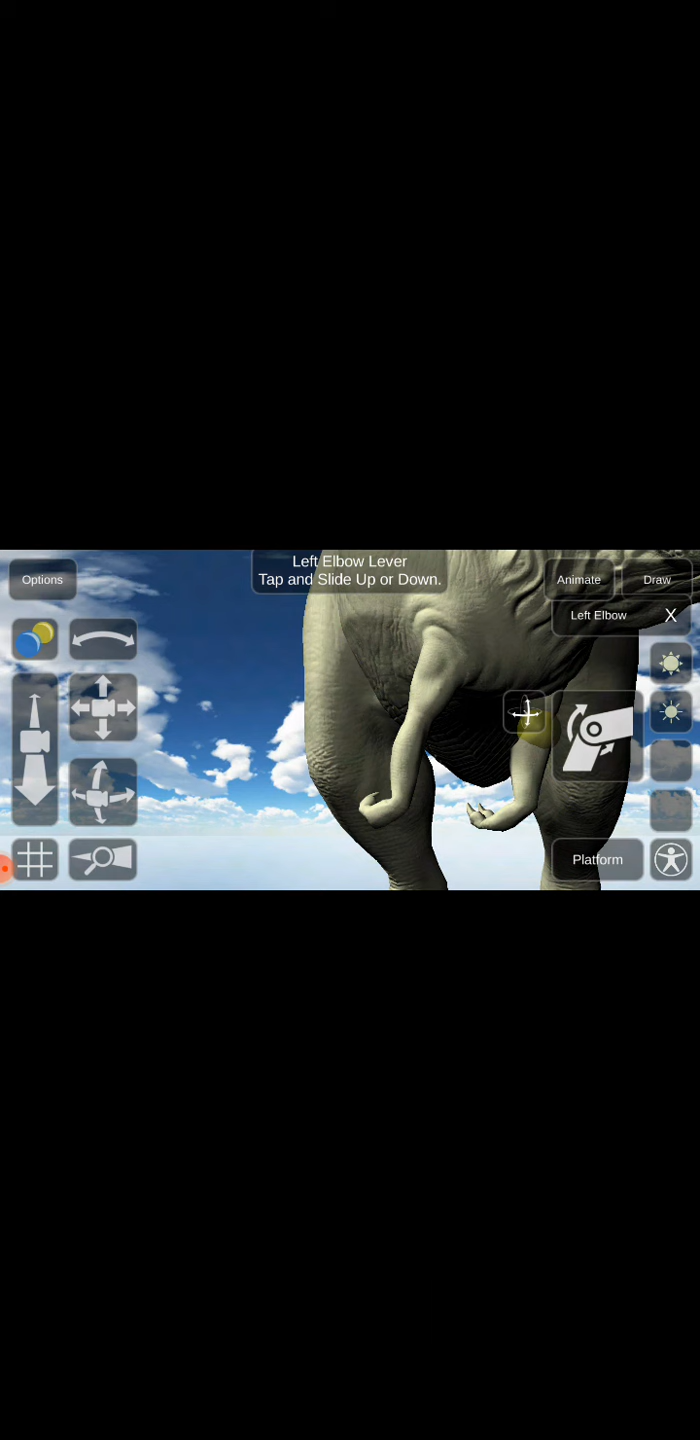 Left Elbow Lever
Tap and Slide Up or Down.
Options
Animate
Draw
Left Elbow X
Platform